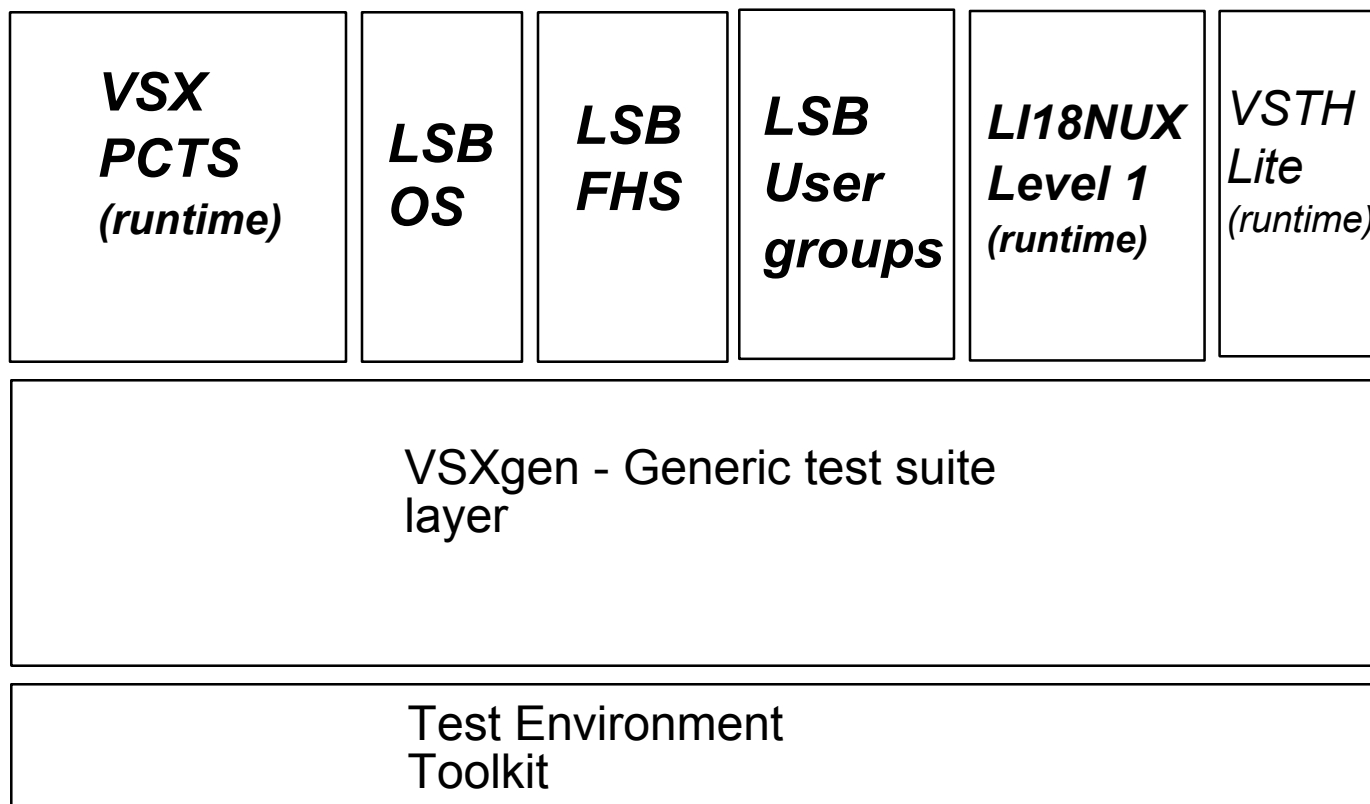 VSX
PCTS
(runtime)
LSB
OS
LSB
FHS
LSB
User
groups
LI18NUX
Level 1
(runtime)
VSTH
Lite
(runtime)
VSXgen - Generic test suite
layer
Test Environment
Toolkit